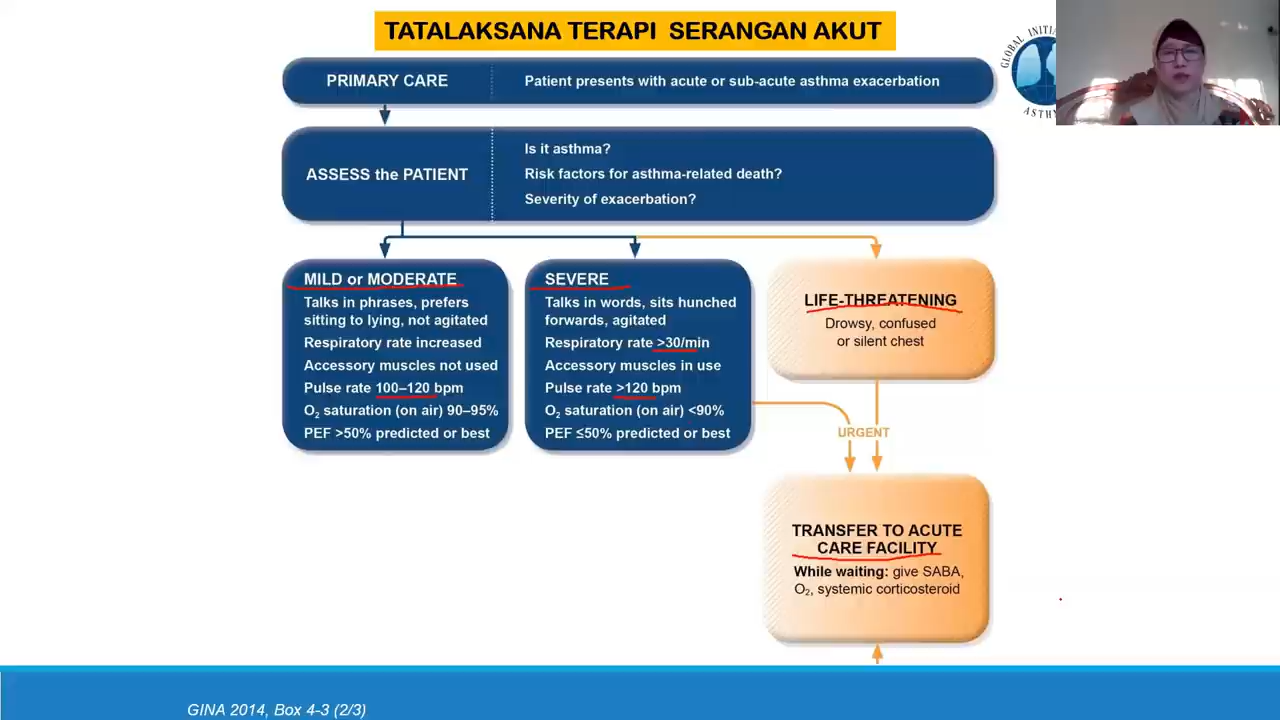 TATALAKSANA TERAPI SERANGAN AKUT
GLOBAL
ASTH
PRIMARY CARE
Patient presents with acute or sub-acute asthma exacerbation
ASSESS the PATIENT
Is it asthma?
Risk factors for asthma-related death?
Severity of exacerbation?
MILD or MODERATE
Talks in phrases, prefers
sitting to lying, not agitated
Respiratory rate increased
Accessory muscles not used
Pulse rate 100–120 bpm
O₂ saturation (on air) 90–95%
PEF >50% predicted or best
SEVERE
Talks in words, sits hunched
forwards, agitated
Respiratory rate >30/min
Accessory muscles in use
Pulse rate >120 bpm
O₂ saturation (on air) <90%
PEF ≤50% predicted or best
LIFE-THREATENING
Drowsy, confused
or silent chest
URGENT
TRANSFER TO ACUTE
CARE FACILITY
While waiting: give SABA,
O₂, systemic corticosteroid
GINA 2014, Box 4-3 (2/3)